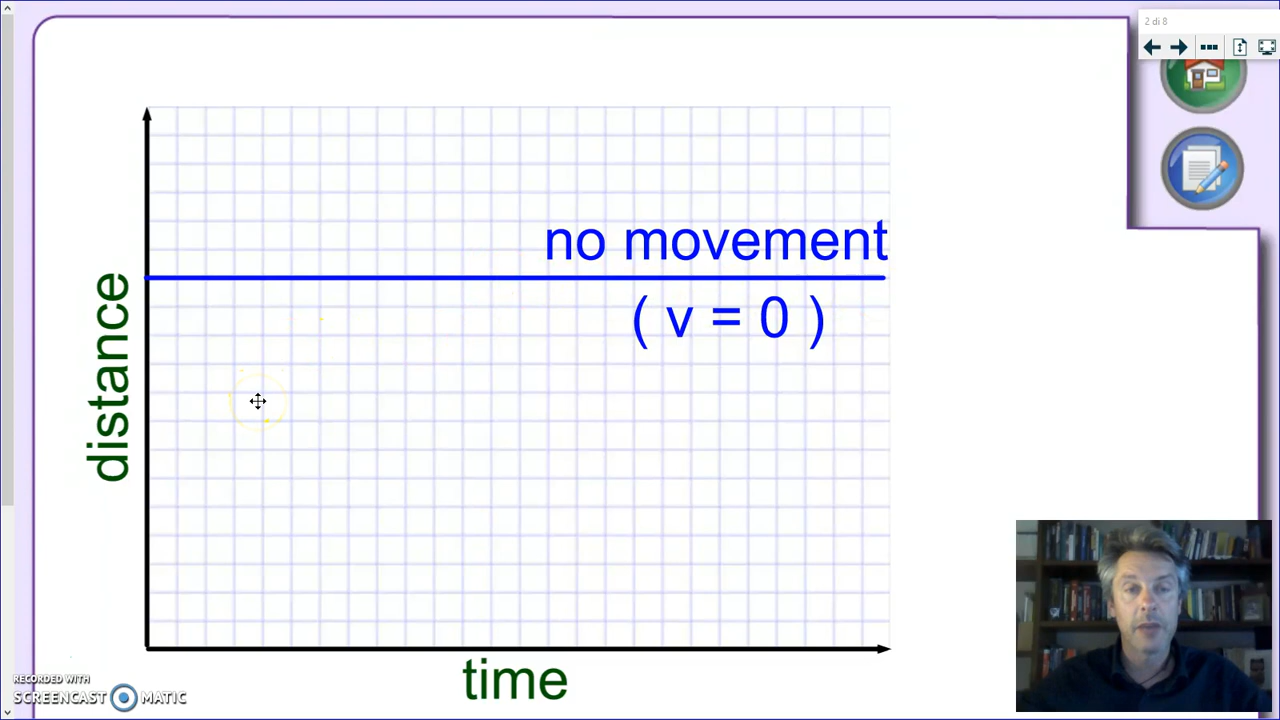 2 di 8
no movement
( v = 0 )
distance
time
RECORDED WITH
SCREENCAST MATIC